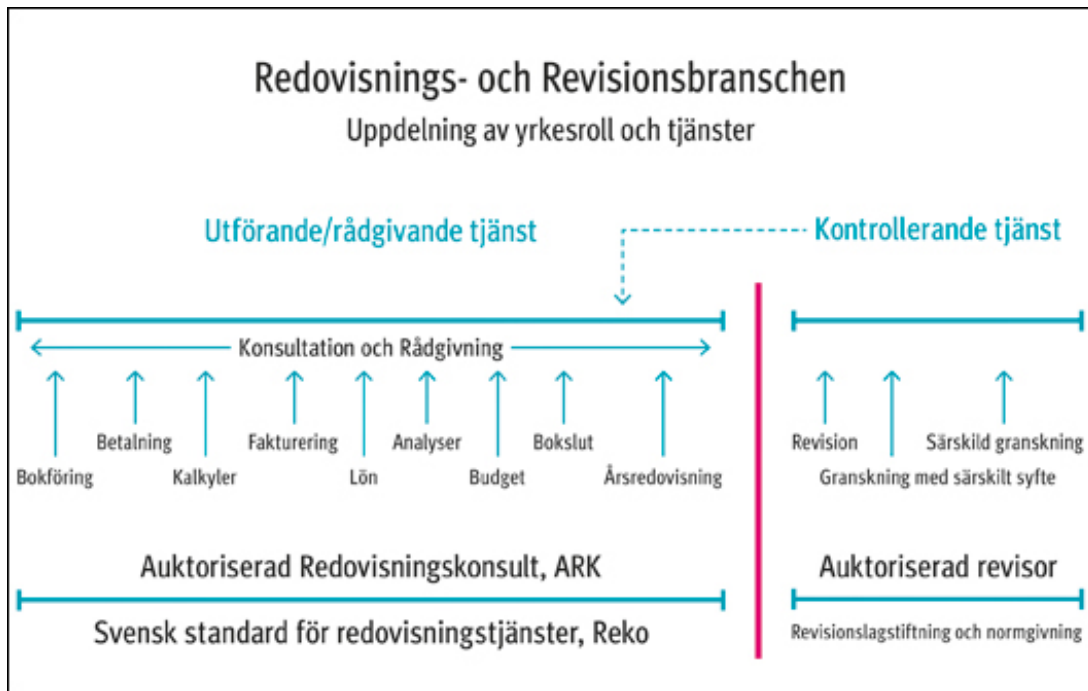 Redovisnings- och Revisionsbranschen
Uppdelning av yrkesroll och tjänster
Utförande/rådgivande tjänst
Kontrollerande tjänst
Konsultation och Rådgivning
Betalning
Fakturering
Analyser
Bokslut
Bokföring
Kalkyler
Lön
Budget
Årsredovisning
Revision
Särskild granskning
Granskning med särskilt syfte
Auktoriserad Redovisningskonsult, ARK
Svensk standard för redovisningstjänster, Reko
Auktoriserad revisor
Revisionslagstiftning och normgivning